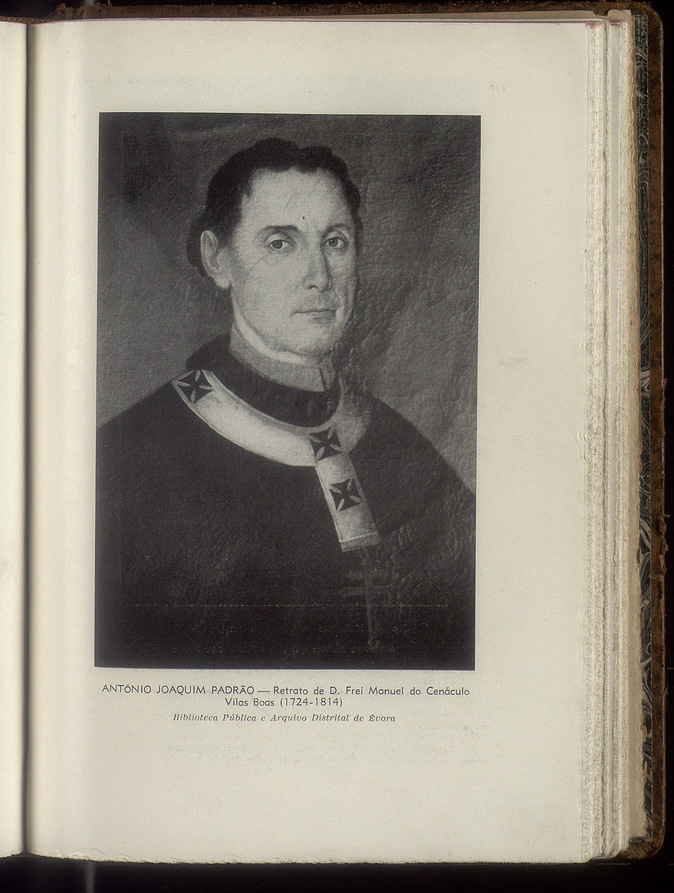 ANTÓNIO JOAQUIM PADRÃO — Retrato de D. Frei Manuel do Cenáculo
Vilas Boas (1724-1814)
Biblioteca Pública e Arquivo Distrital de Évora